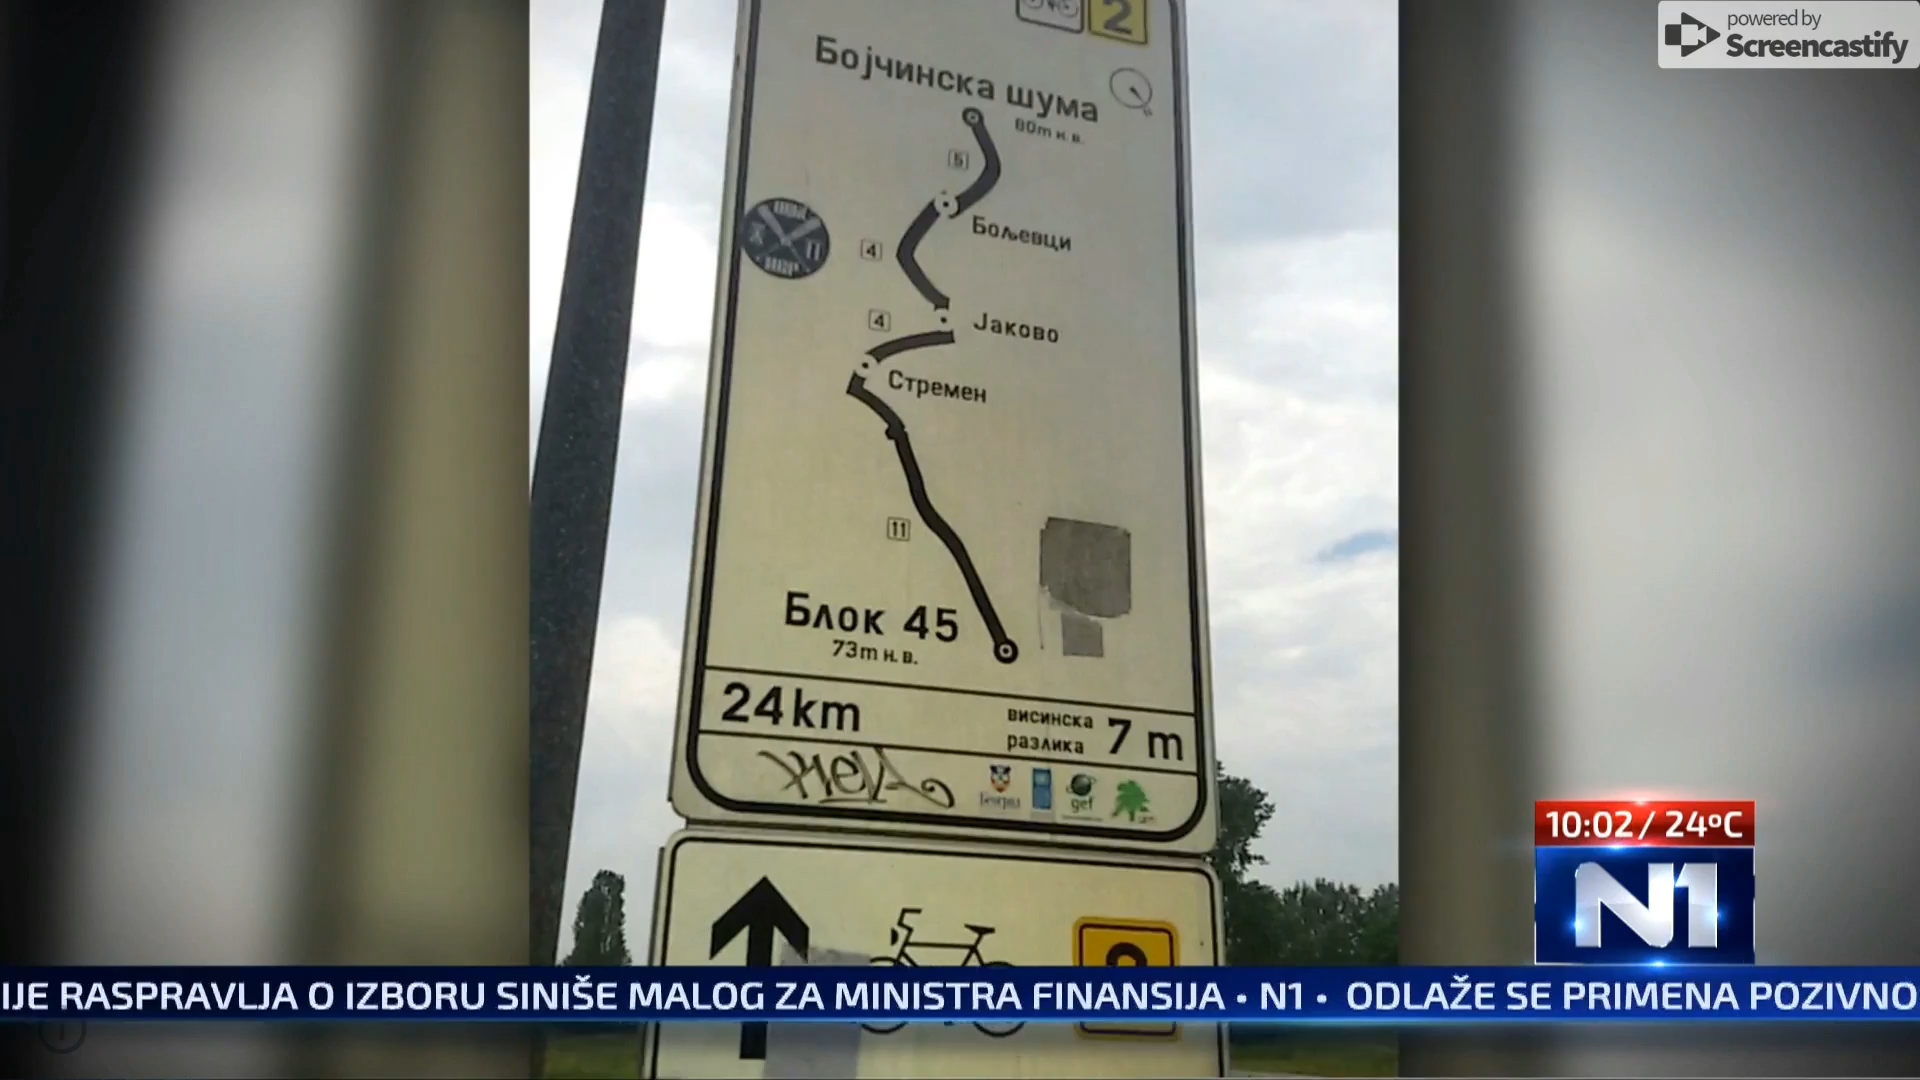 powered by
Screencastify
2
Бојчинска шума
80m н.в.
5
Бољевци
4
4
Јаково
Стремен
11
Блок 45
73m н.в.
24km
висинска
разлика
7 m
Београд
gef
10:02/ 24ºC
N1
IJE RASPRAVLJA O IZBORU SINIŠE MALOG ZA MINISTRA FINANSIJA • N1 • ODLAŽE SE PRIMENA POZIVNO